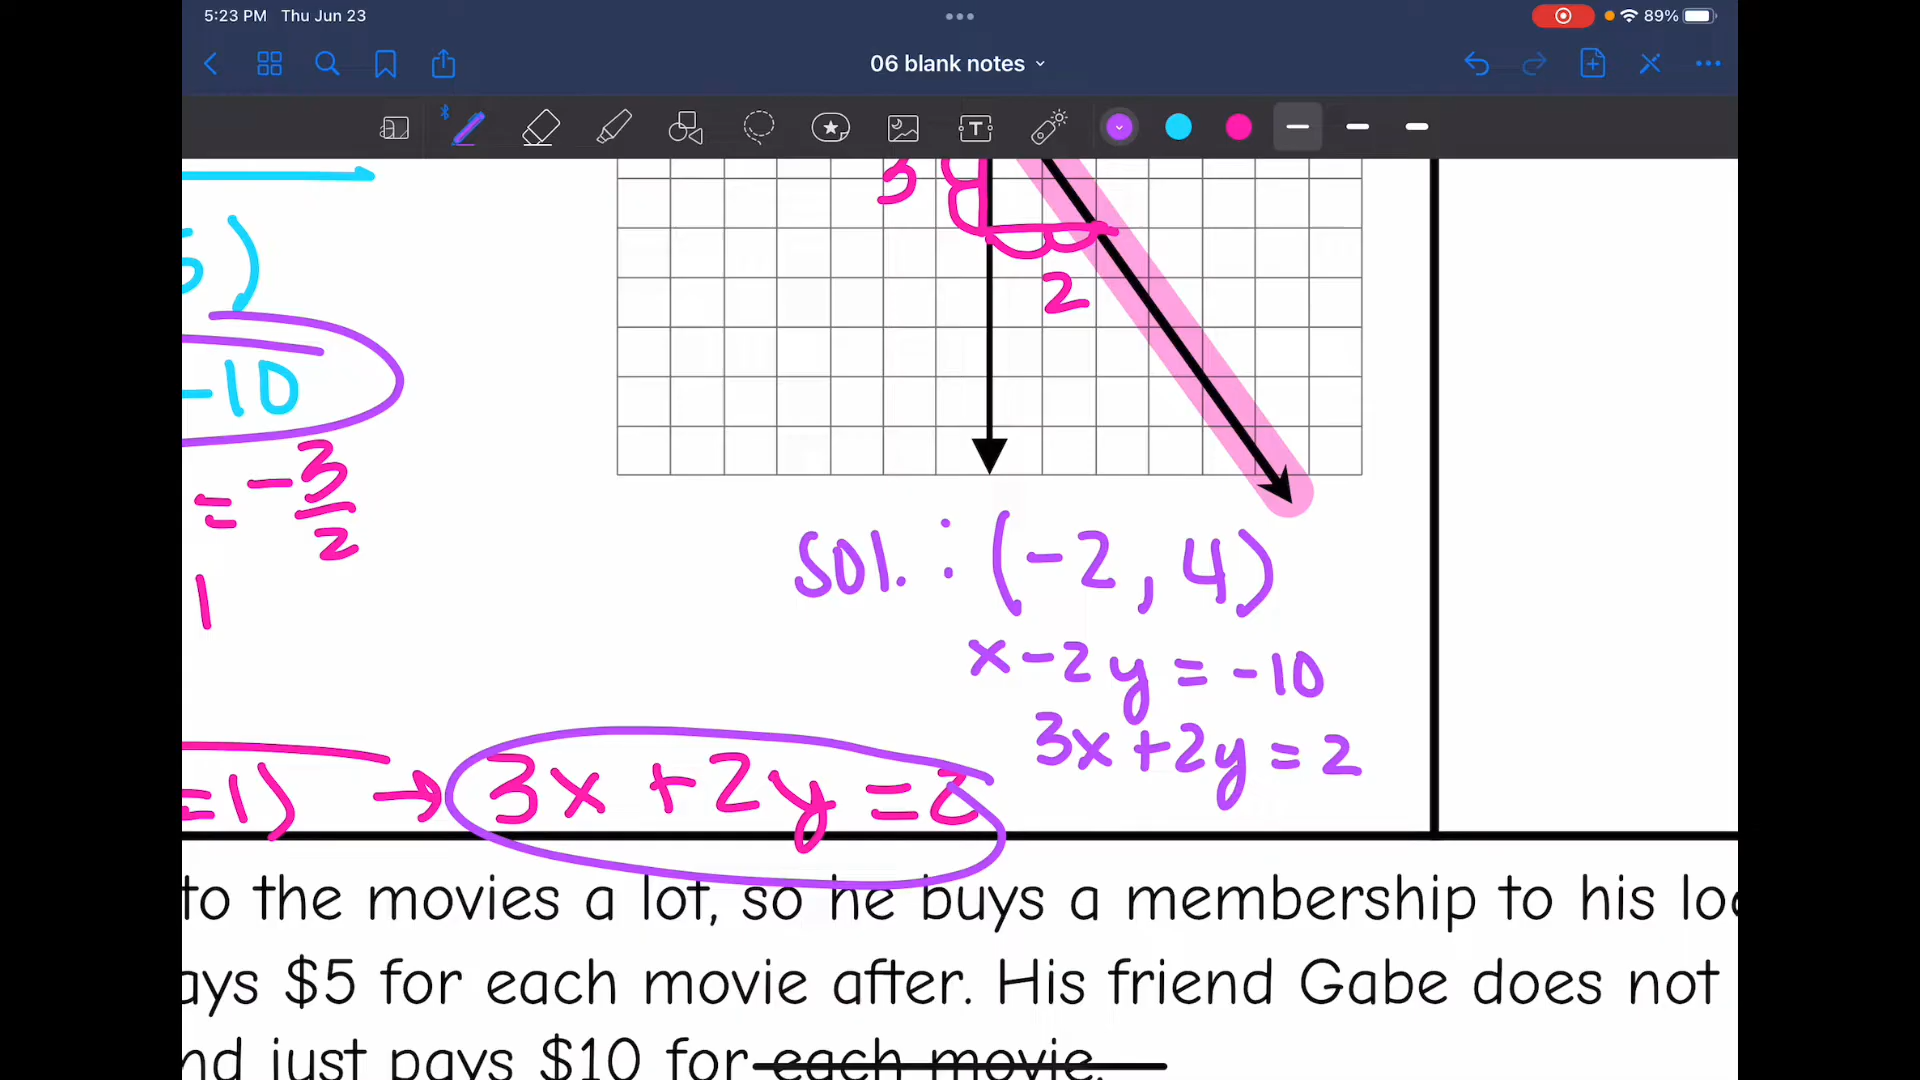 5:23 PM Thu Jun 23
89%
06 blank notes
3
2
5)
-10
= -3/2
1
sol. : (-2, 4)
x - 2y = -10
3x + 2y = 2
=1) → 3x + 2y = 2
to the movies a lot, so he buys a membership to his
ays $5 for each movie after. His friend Gabe does not
nd just pays $10 for each movie.